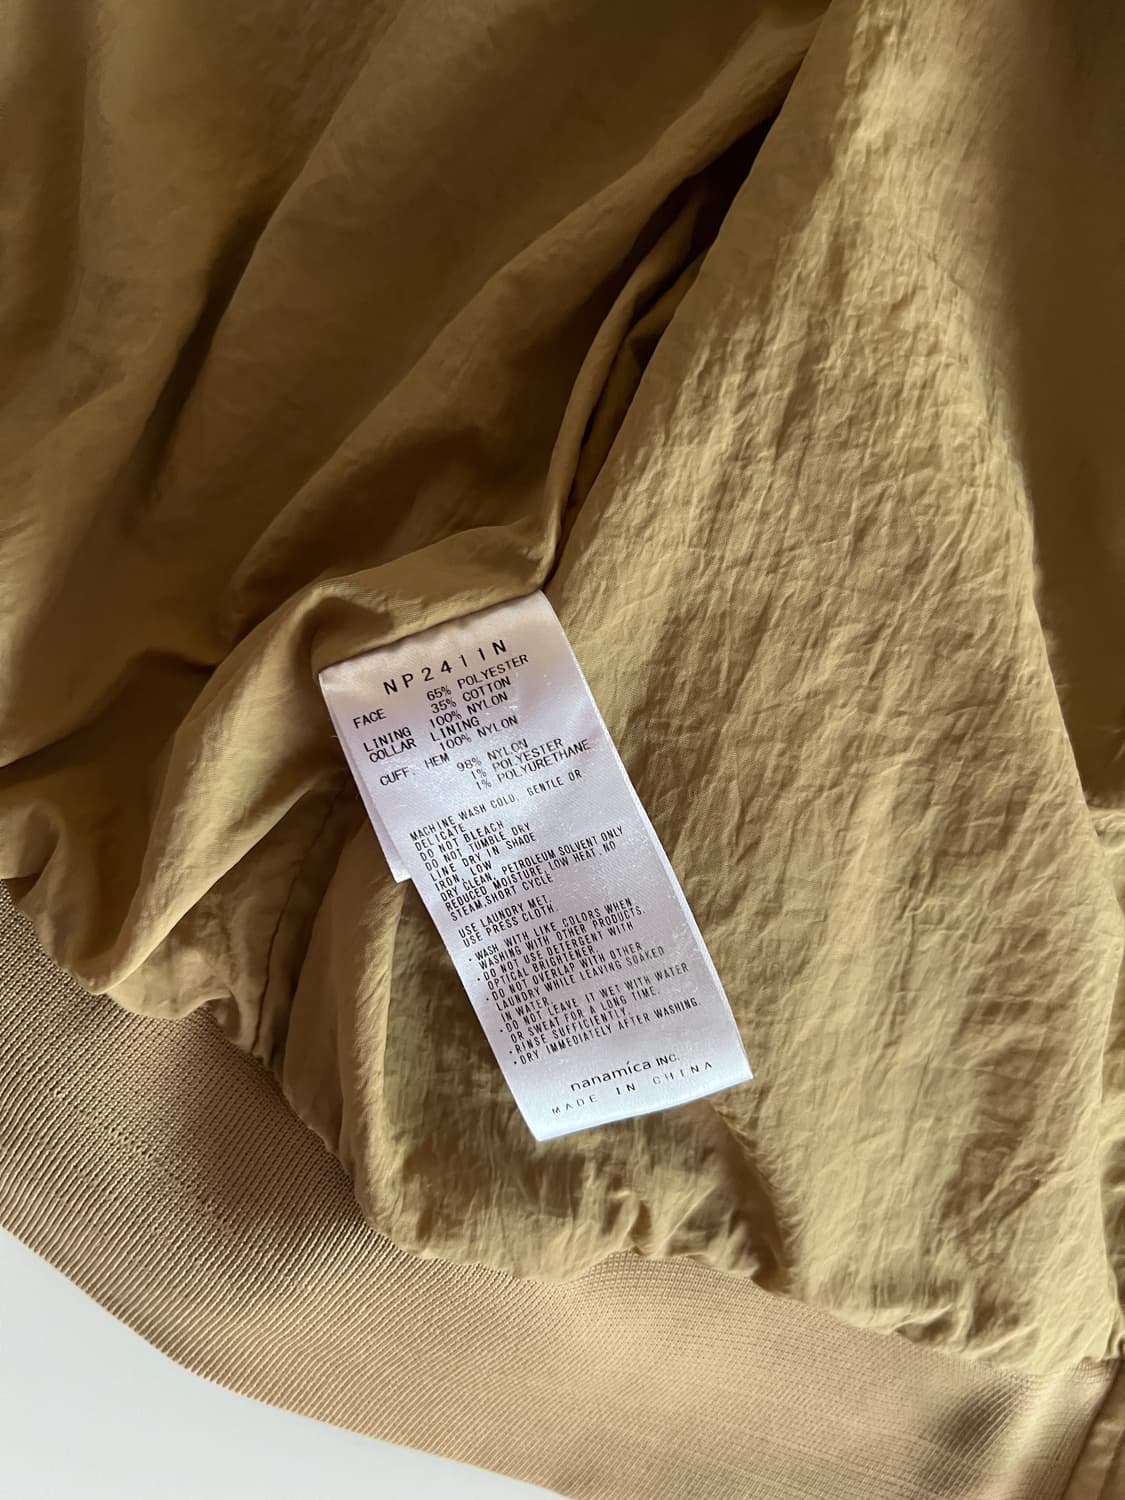 NP2411N
FACE 65% POLYESTER
35% COTTON
LINING 100% NYLON
COLLAR LINING
100% NYLON
CUFF. HEM 98% NYLON
1% POLYESTER
1% POLYURETHANE
MACHINE WASH COLD, GENTLE OR
DELICATE
DO NOT BLEACH
DO NOT TUMBLE DRY
LINE DRY IN SHADE
IRON, LOW
DRY CLEAN, PETROLEUM SOLVENT ONLY
REDUCED MOISTURE, LOW HEAT, NO
STEAM, SHORT CYCLE
USE LAUNDRY MET.
USE PRESS CLOTH.
・WASH WITH LIKE COLORS WHEN
WASHING WITH OTHER PRODUCTS.
・DO NOT USE DETERGENT WITH
OPTICAL BRIGHTENER.
・DO NOT OVERLAP WITH OTHER
LAUNDRY WHILE LEAVING SOAKED
IN WATER.
・DO NOT LEAVE IT WET WITH WATER
OR SWEAT FOR A LONG TIME.
・RINSE SUFFICIENTLY.
・DRY IMMEDIATELY AFTER WASHING.
nanamíca INC.
MADE IN CHINA